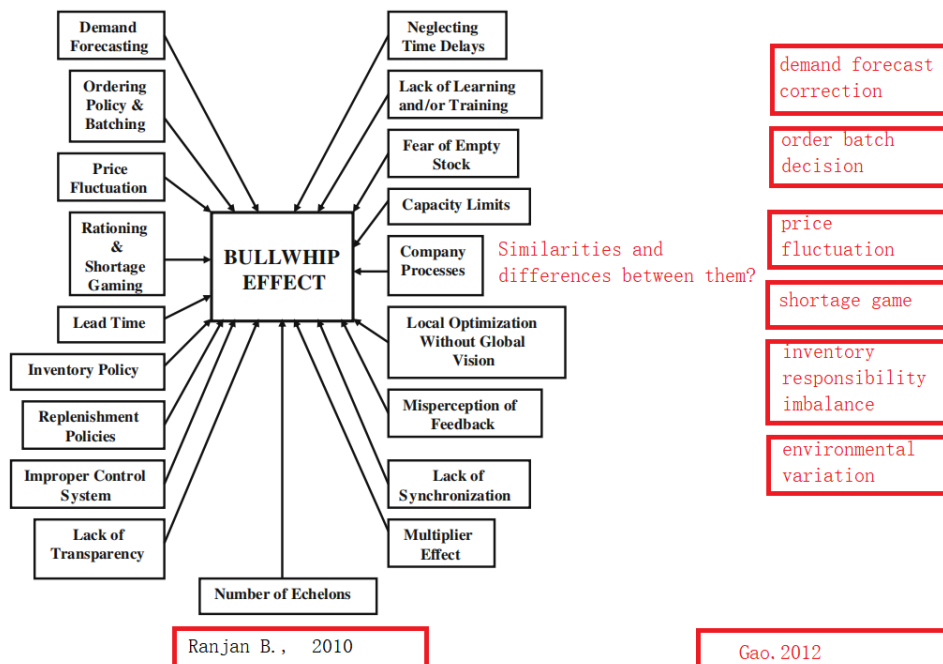 Demand
Forecasting
Ordering
Policy &
Batching
Price
Fluctuation
Rationing
&
Shortage
Gaming
Lead Time
Inventory Policy
Replenishment
Policies
Improper Control
System
Lack of
Transparency
Number of Echelons
BULLWHIP
EFFECT
Neglecting
Time Delays
Lack of Learning
and/or Training
Fear of Empty
Stock
Capacity Limits
Company
Processes
Local Optimization
Without Global
Vision
Misperception of
Feedback
Lack of
Synchronization
Multiplier
Effect
Similarities and
differences between them?
demand forecast
correction
order batch
decision
price
fluctuation
shortage game
inventory
responsibility
imbalance
environmental
variation
Ranjan B., 2010
Gao.2012